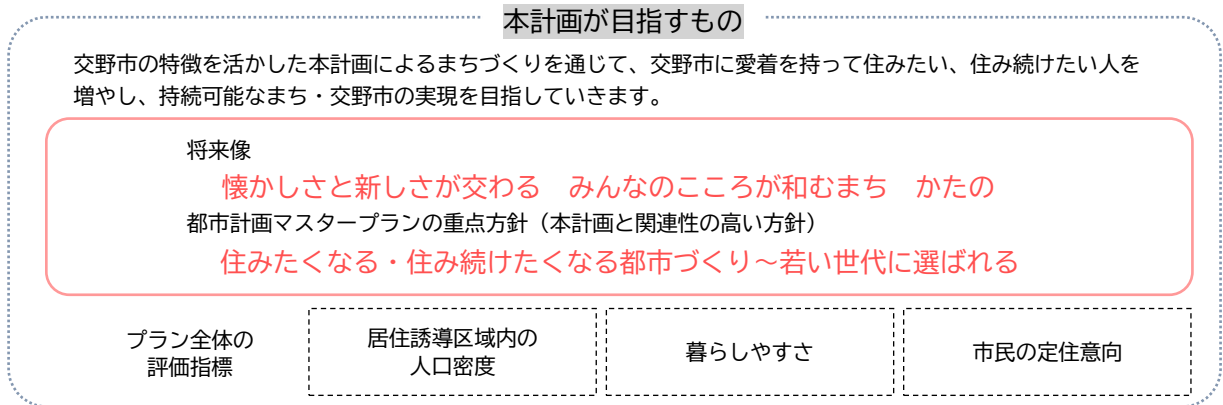 本計画が目指すもの
交野市の特徴を活かした本計画によるまちづくりを通じて、交野市に愛着を持って住みたい、住み続けたい人を
増やし、持続可能なまち・交野市の実現を目指していきます。
将来像
懐かしさと新しさが交わる　みんなのこころが和むまち　かたの
都市計画マスタープランの重点方針（本計画と関連性の高い方針）
住みたくなる・住み続けたくなる都市づくり～若い世代に選ばれる
プラン全体の
評価指標
居住誘導区域内の
人口密度
暮らしやすさ
市民の定住意向